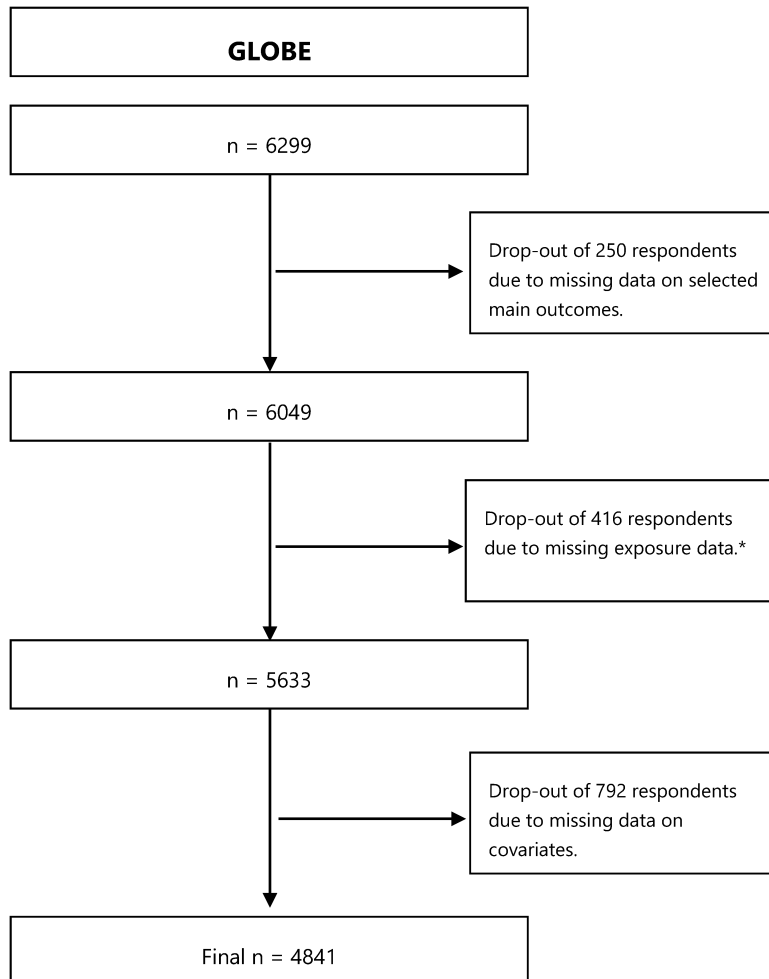 GLOBE
n = 6299
Drop-out of 250 respondents
due to missing data on selected
main outcomes.
n = 6049
Drop-out of 416 respondents
due to missing exposure data.*
n = 5633
Drop-out of 792 respondents
due to missing data on
covariates.
Final n = 4841